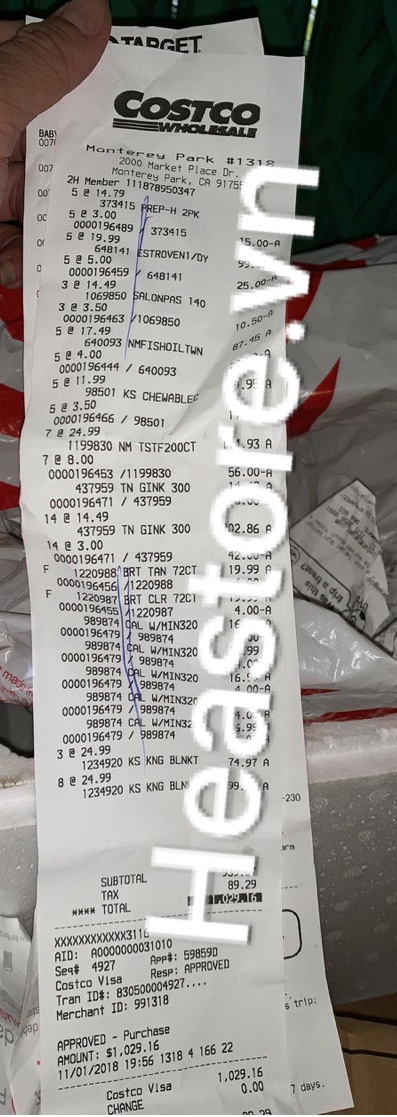 TARGET
COSTCO
WHOLESALE
Monterey Park #1318
2000 Market Place Dr.
Monterey Park, CA 9175
2H Member 111878950347
5 @ 14.79
373415 PREP-H 2PK
5 @ 3.00
0000196489 / 373415 15.00-A
5 @ 19.99
648141 ESTROVEN1/DY
5 @ 5.00
0000196459 / 648141 25.00-A
3 @ 14.49
1069850 SALONPAS 140
3 @ 3.50
0000196463 /1069850 10.50-A
5 @ 17.49 87.45 A
640093 NMFISHOILTWN
5 @ 4.00
0000196444 / 640093
5 @ 11.99
98501 KS CHEWABLEC
5 @ 3.50
0000196466 / 98501
7 @ 24.99
1199830 NM TSTF200CT
7 @ 8.00
0000196453 /1199830 56.00-A
437959 TN GINK 300
0000196471 / 437959
14 @ 14.49
437959 TN GINK 300 02.86 A
14 @ 3.00
0000196471 / 437959 42.00-A
F 1220988 BRT TAN 72CT 19.99 A
0000196456 /1220988
F 1220987 BRT CLR 72CT
0000196455 /1220987 4.00-A
989874 CAL W/MIN320
0000196479 / 989874
989874 CAL W/MIN320
0000196479 / 989874
989874 CAL W/MIN320
0000196479 / 989874
989874 CAL W/MIN320
0000196479 / 989874
989874 CAL W/MIN32
0000196479 / 989874
3 @ 24.99
1234920 KS KNG BLNKT 74.97 A
8 @ 24.99
1234920 KS KNG BLN
-230
SUBTOTAL
TAX 89.29
**** TOTAL 1,029.16
XXXXXXXXXXXX311
AID: A0000000031010
Seq# 4927 App#: 59859D
Costco Visa Resp: APPROVED
Tran ID#: 830500004927....
Merchant ID: 991318
APPROVED - Purchase
AMOUNT: $1,029.16
11/01/2018 19:56 1318 4 166 22
Costco Visa 1,029.16
CHANGE 0.00
s trip:
7 days.
Heastore.vn